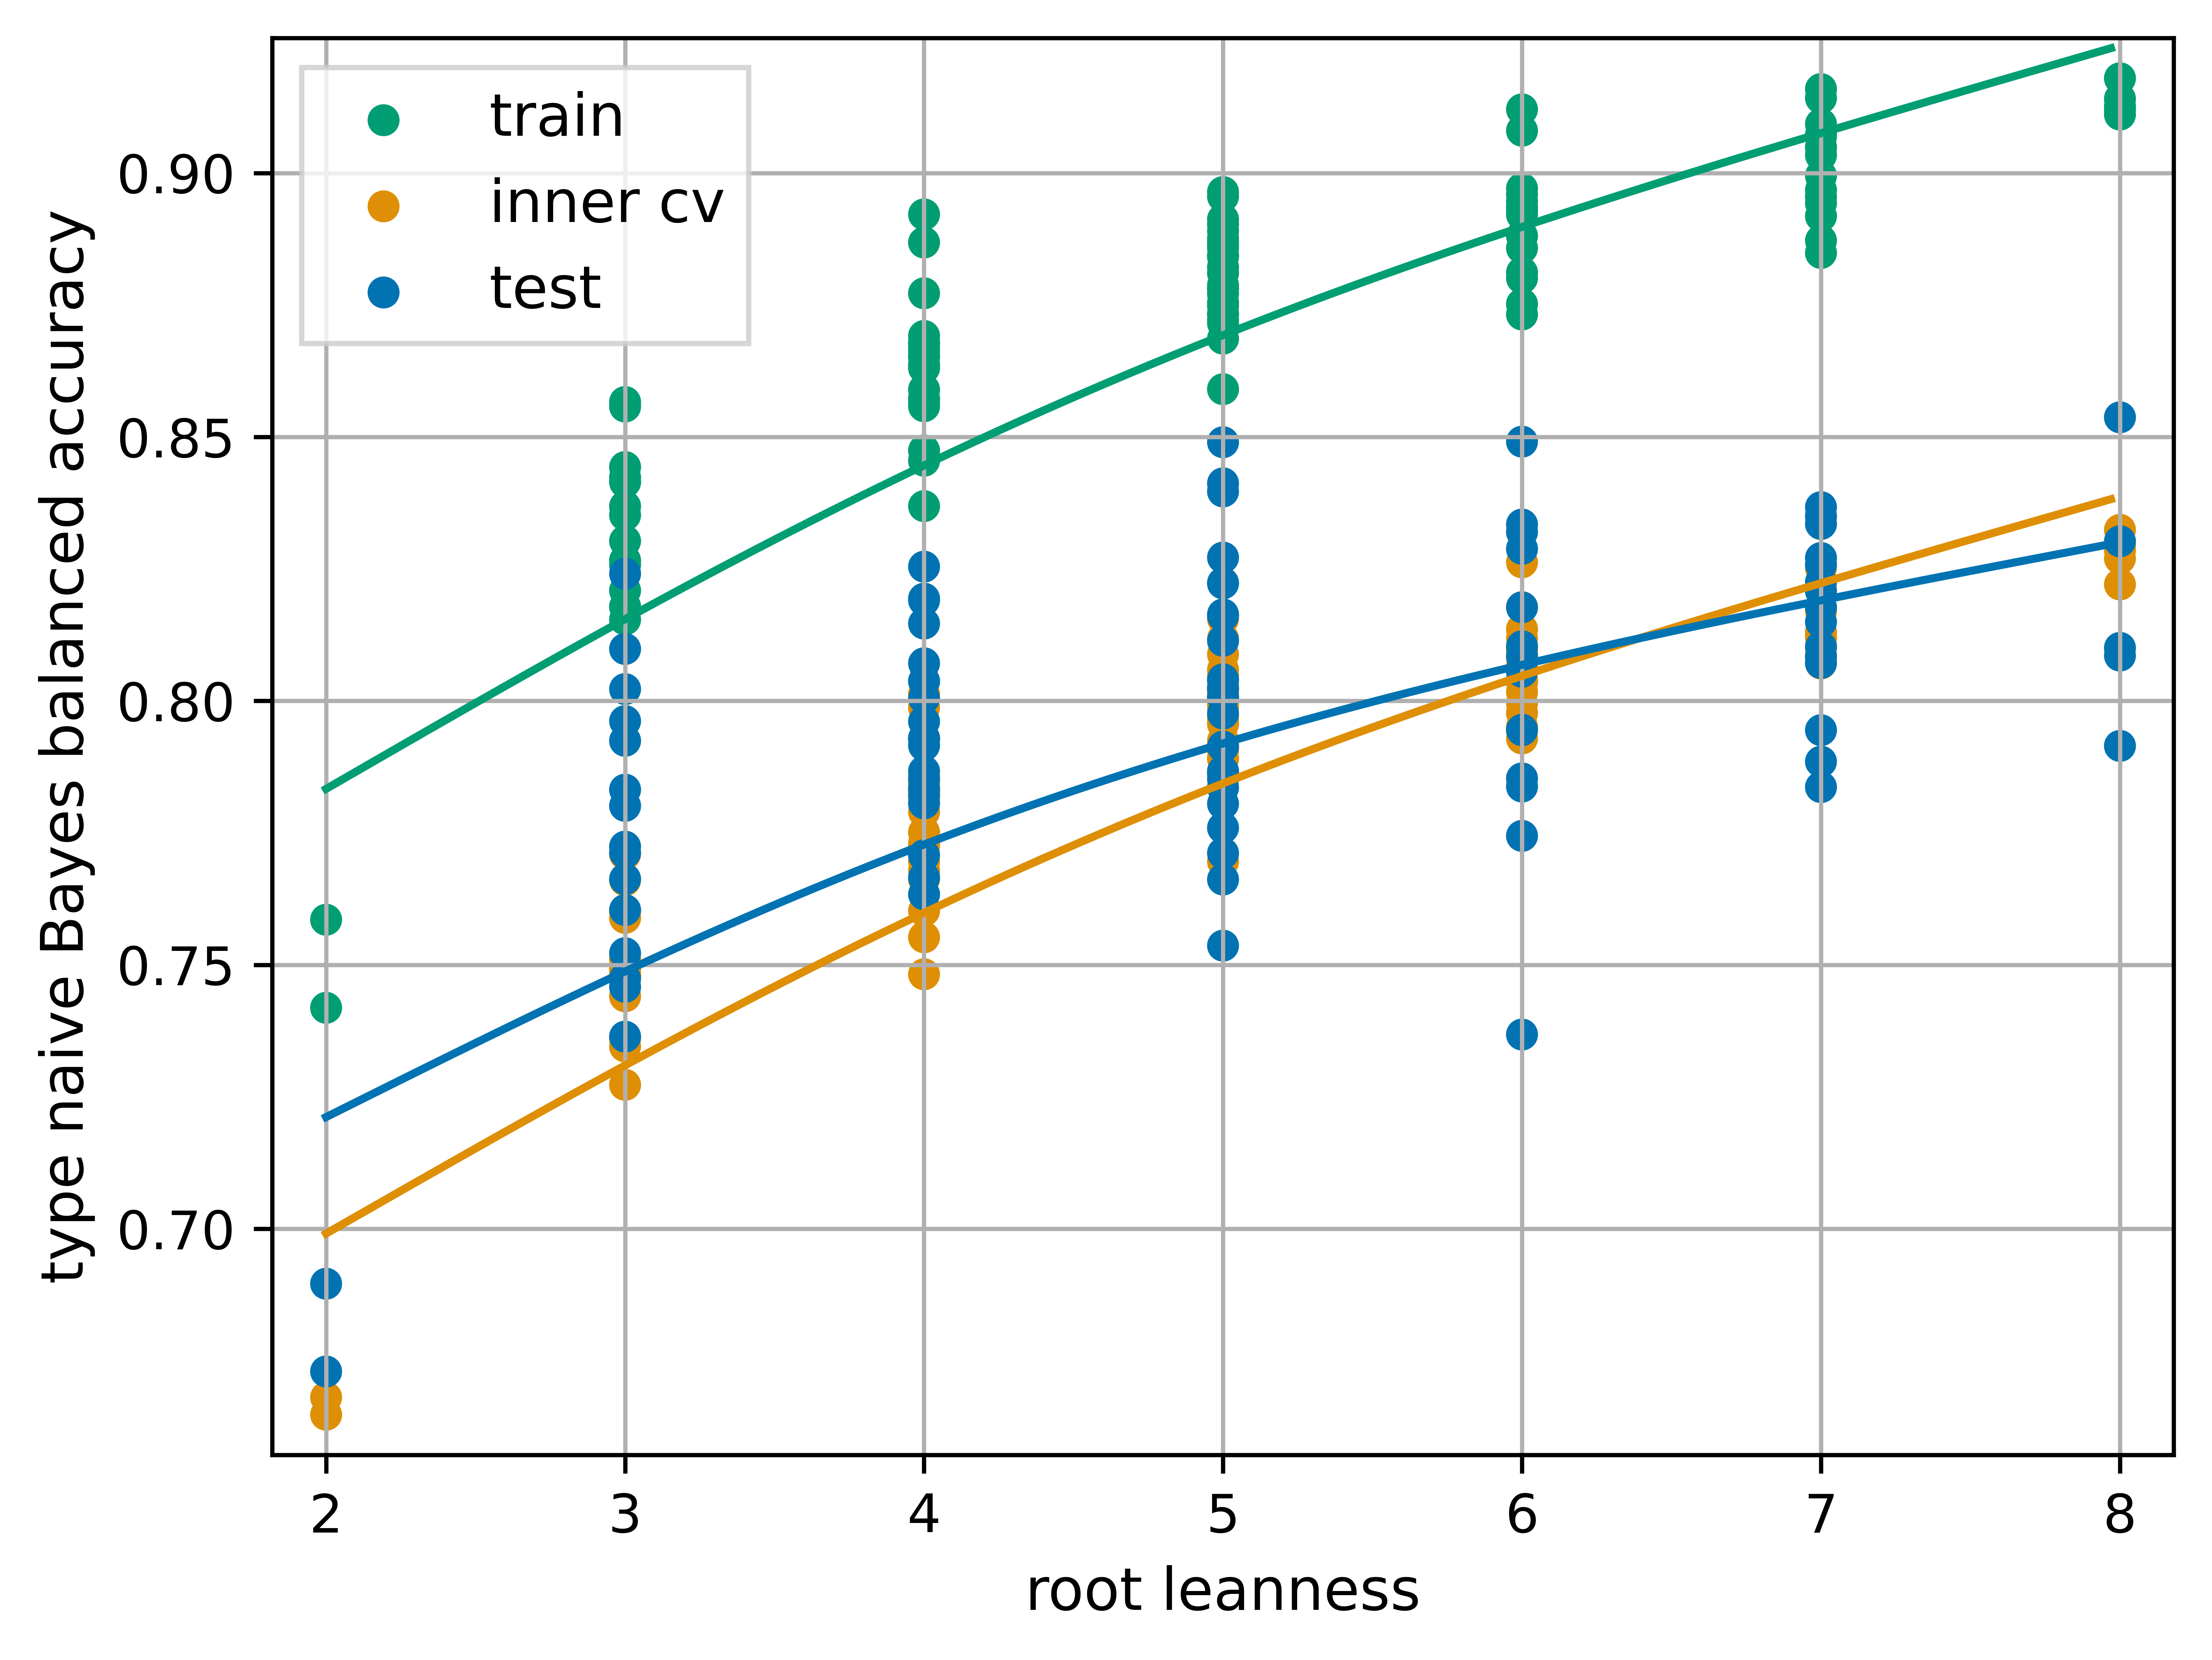 train
inner cv
test
type naive Bayes balanced accuracy
0.90
0.85
0.80
0.75
0.70
2 3 4 5 6 7 8
root leanness